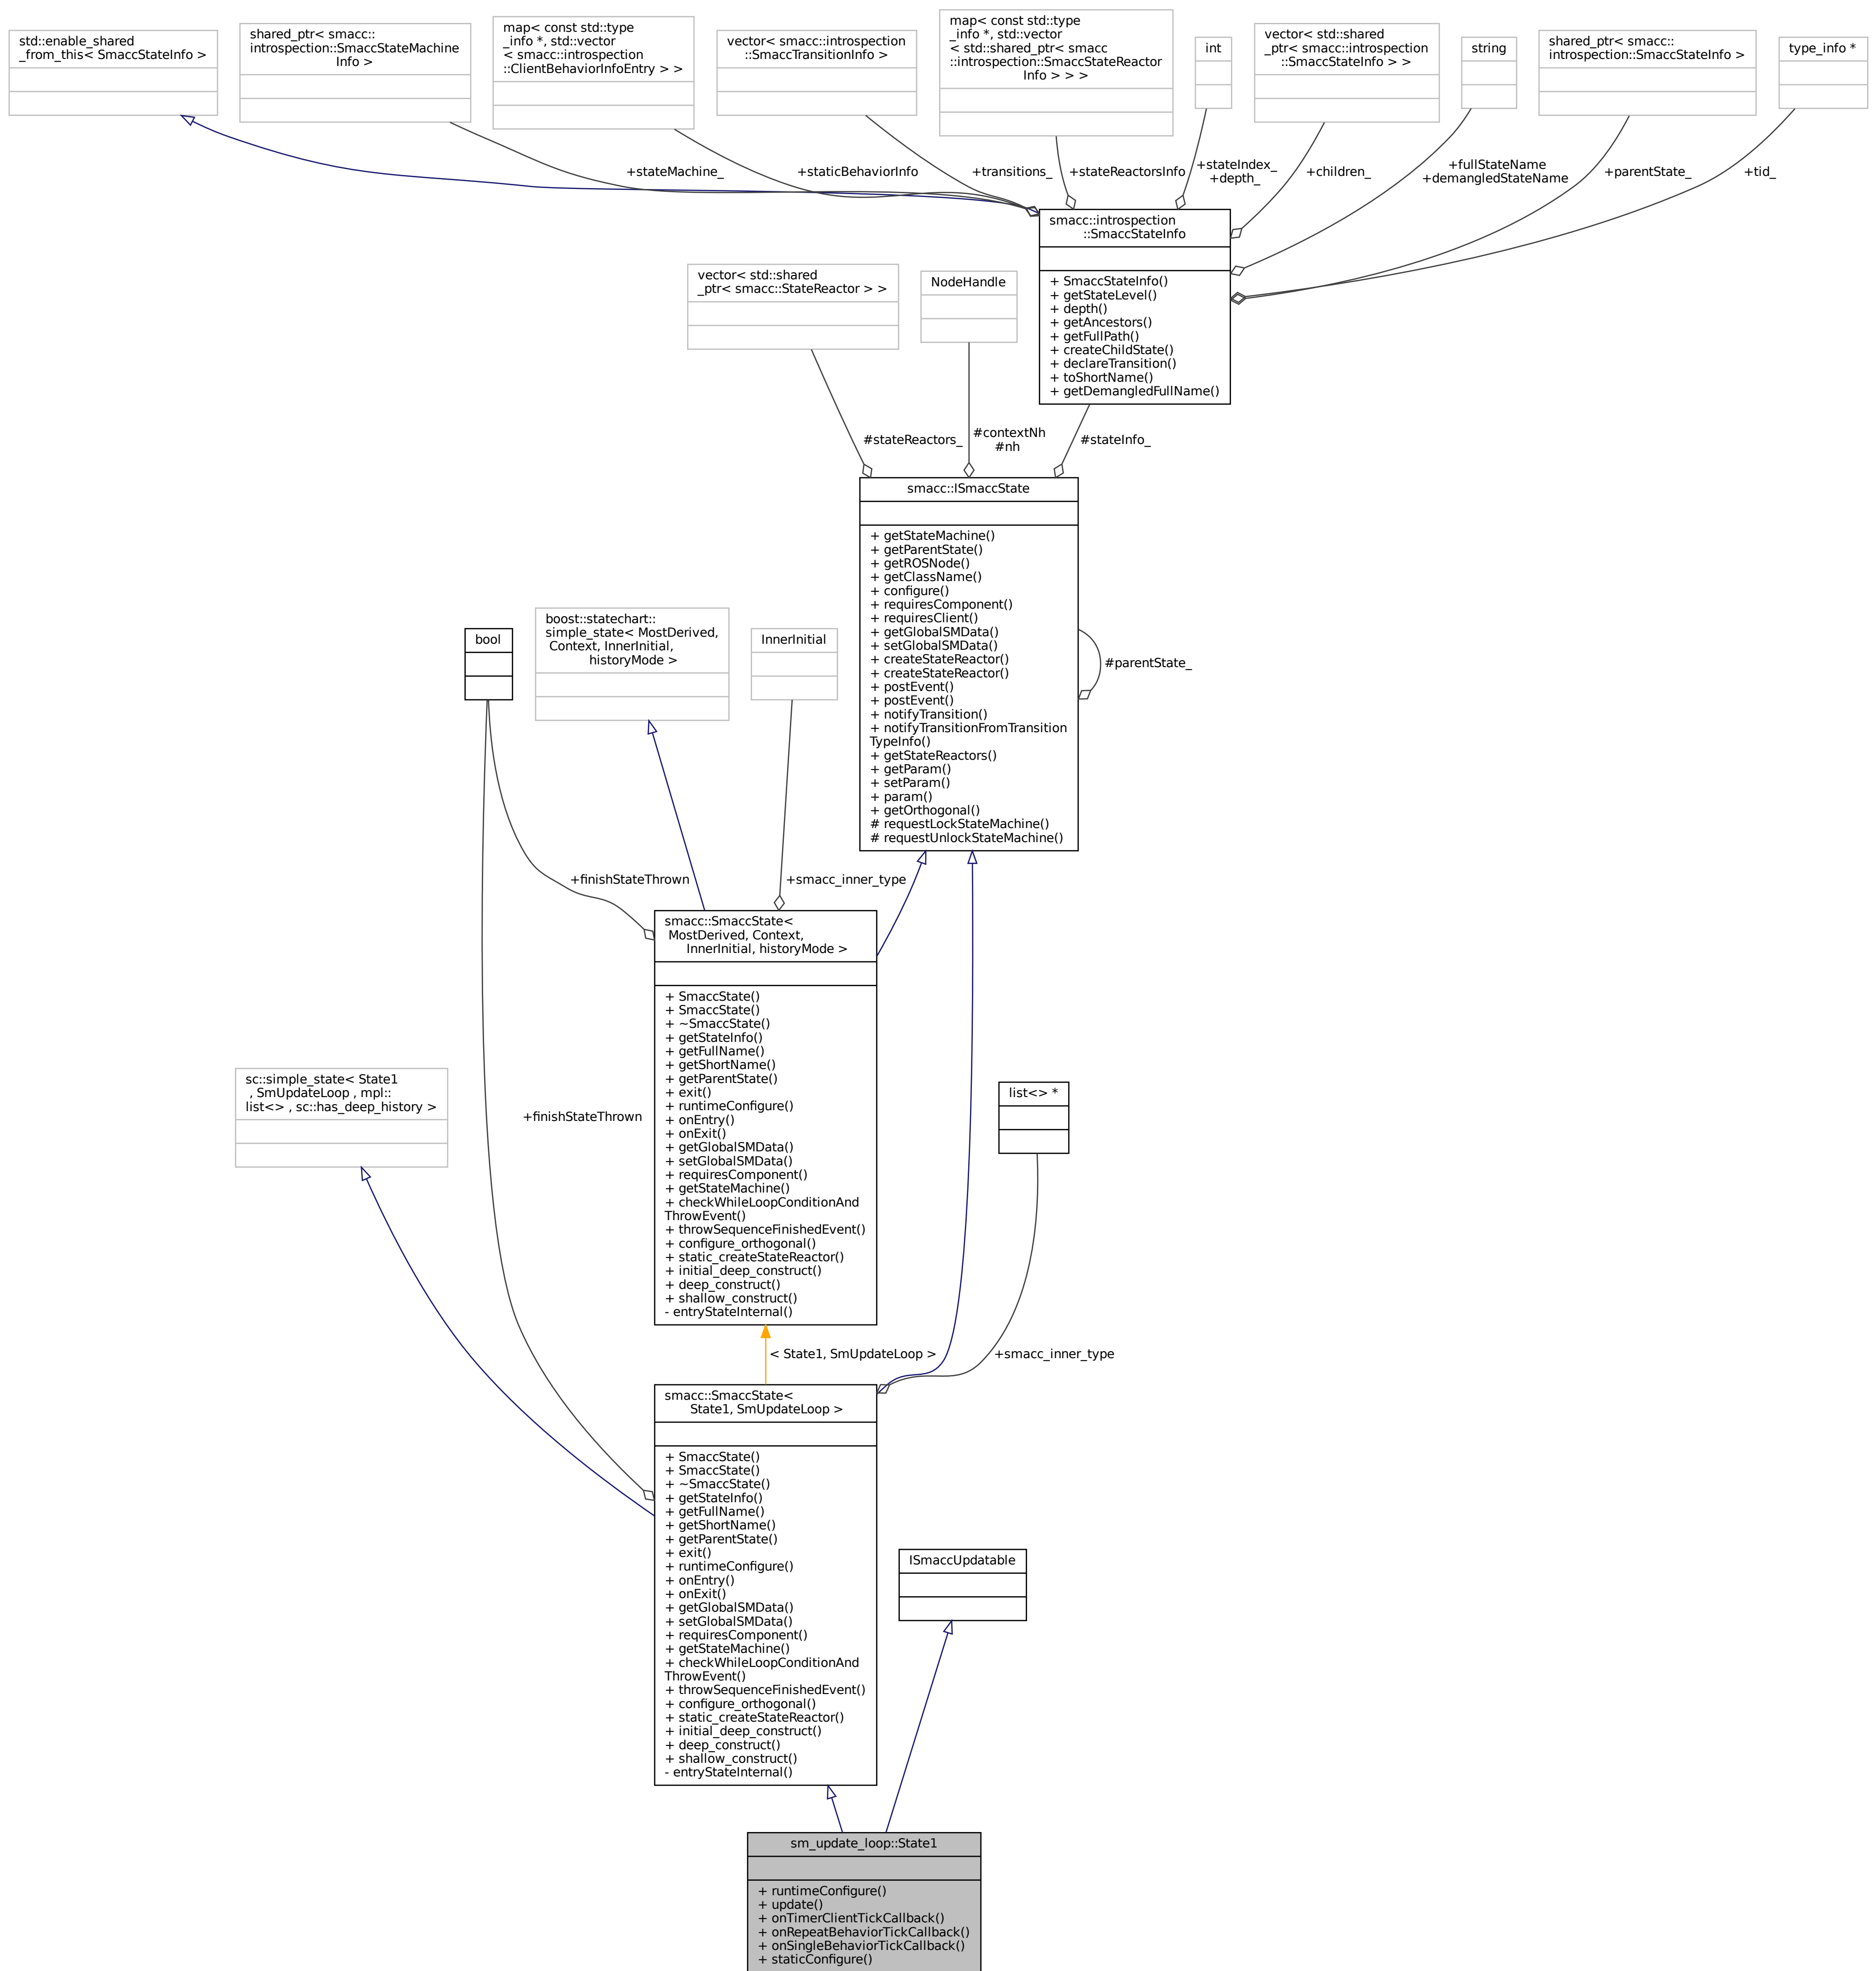 std::enable_shared
_from_this< SmaccStateInfo >
shared_ptr< smacc::
introspection::SmaccStateMachine
Info >
map< const std::type
_info *, std::vector
< smacc::introspection
::ClientBehaviorInfoEntry > >
vector< smacc::introspection
::SmaccTransitionInfo >
map< const std::type
_info *, std::vector
< std::shared_ptr< smacc
::introspection::SmaccStateReactor
Info > > >
int
vector< std::shared
_ptr< smacc::introspection
::SmaccStateInfo > >
string
shared_ptr< smacc::
introspection::SmaccStateInfo >
type_info *
+stateMachine_
+staticBehaviorInfo
+transitions_
+stateReactorsInfo
+stateIndex_
+depth_
+children_
+fullStateName
+demangledStateName
+parentState_
+tid_
smacc::introspection
::SmaccStateInfo
+ SmaccStateInfo()
+ getStateLevel()
+ depth()
+ getAncestors()
+ getFullPath()
+ createChildState()
+ declareTransition()
+ toShortName()
+ getDemangledFullName()
vector< std::shared
_ptr< smacc::StateReactor > >
NodeHandle
#stateReactors_
#contextNh
#nh
#stateInfo_
smacc::ISmaccState
+ getStateMachine()
+ getParentState()
+ getROSNode()
+ getClassName()
+ configure()
+ requiresComponent()
+ requiresClient()
+ getGlobalSMData()
+ setGlobalSMData()
+ createStateReactor()
+ createStateReactor()
+ postEvent()
+ postEvent()
+ notifyTransition()
+ notifyTransitionFromTransition
TypeInfo()
+ getStateReactors()
+ getParam()
+ setParam()
+ param()
+ getOrthogonal()
# requestLockStateMachine()
# requestUnlockStateMachine()
#parentState_
bool
boost::statechart::
simple_state< MostDerived,
Context, InnerInitial,
historyMode >
InnerInitial
+finishStateThrown
+smacc_inner_type
smacc::SmaccState<
MostDerived, Context,
InnerInitial, historyMode >
+ SmaccState()
+ SmaccState()
+ ~SmaccState()
+ getStateInfo()
+ getFullName()
+ getShortName()
+ getParentState()
+ exit()
+ runtimeConfigure()
+ onEntry()
+ onExit()
+ getGlobalSMData()
+ setGlobalSMData()
+ requiresComponent()
+ getStateMachine()
+ checkWhileLoopConditionAnd
ThrowEvent()
+ throwSequenceFinishedEvent()
+ configure_orthogonal()
+ static_createStateReactor()
+ initial_deep_construct()
+ deep_construct()
+ shallow_construct()
- entryStateInternal()
sc::simple_state< State1
, SmUpdateLoop , mpl::
list<> , sc::has_deep_history >
+finishStateThrown
list<> *
< State1, SmUpdateLoop >
+smacc_inner_type
smacc::SmaccState<
State1, SmUpdateLoop >
+ SmaccState()
+ SmaccState()
+ ~SmaccState()
+ getStateInfo()
+ getFullName()
+ getShortName()
+ getParentState()
+ exit()
+ runtimeConfigure()
+ onEntry()
+ onExit()
+ getGlobalSMData()
+ setGlobalSMData()
+ requiresComponent()
+ getStateMachine()
+ checkWhileLoopConditionAnd
ThrowEvent()
+ throwSequenceFinishedEvent()
+ configure_orthogonal()
+ static_createStateReactor()
+ initial_deep_construct()
+ deep_construct()
+ shallow_construct()
- entryStateInternal()
ISmaccUpdatable
sm_update_loop::State1
+ runtimeConfigure()
+ update()
+ onTimerClientTickCallback()
+ onRepeatBehaviorTickCallback()
+ onSingleBehaviorTickCallback()
+ staticConfigure()